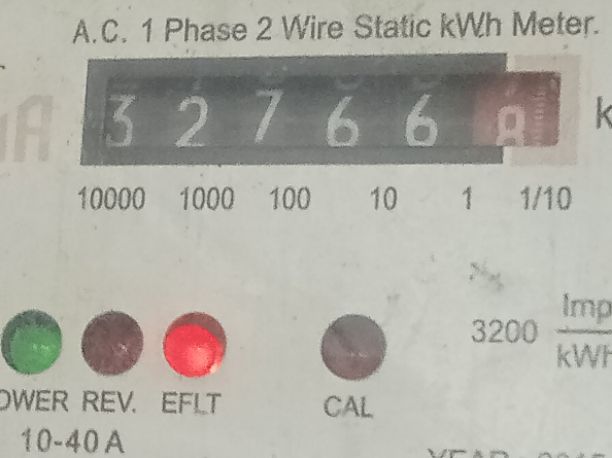 A.C. 1 Phase 2 Wire Static kWh Meter.
3 2 7 6 6 8 k
10000 1000 100 10 1 1/10
3200 Imp
kWh
OWER REV. EFLT CAL
10-40 A